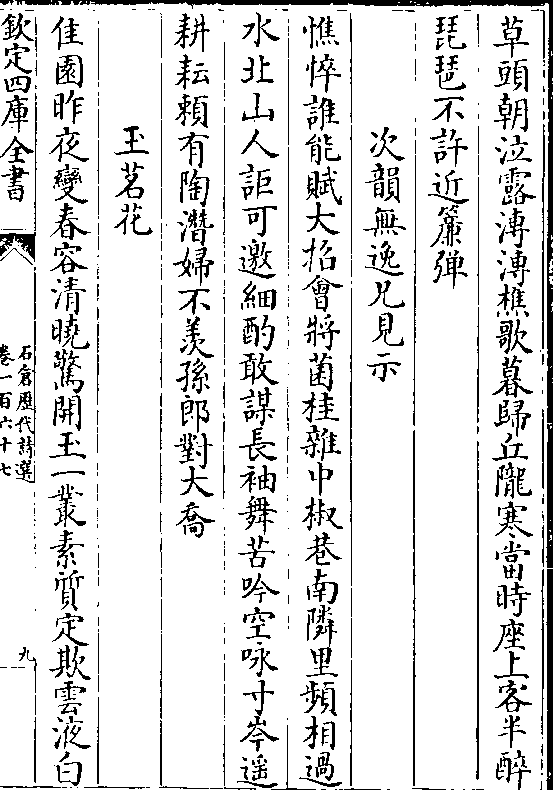 草頭朝泣露漙漙樵歌暮歸丘隴寒當時座上客半醉
琵琶不許近簾彈
次韻無逸兄見示
憔悴誰能賦大招會將菌桂雜申椒巷南隣里頻相過
水北山人詎可邀細酌敢謀長袖舞苦吟空咏寸岑遥
耕耘頼有陶潛婦不羡孫郎對大喬
玉茗花
佳園昨夜變春容清曉驚開玉一叢素質定欺雲液白
欽定四庫全書
石倉歷代詩選
卷一百六十七
九